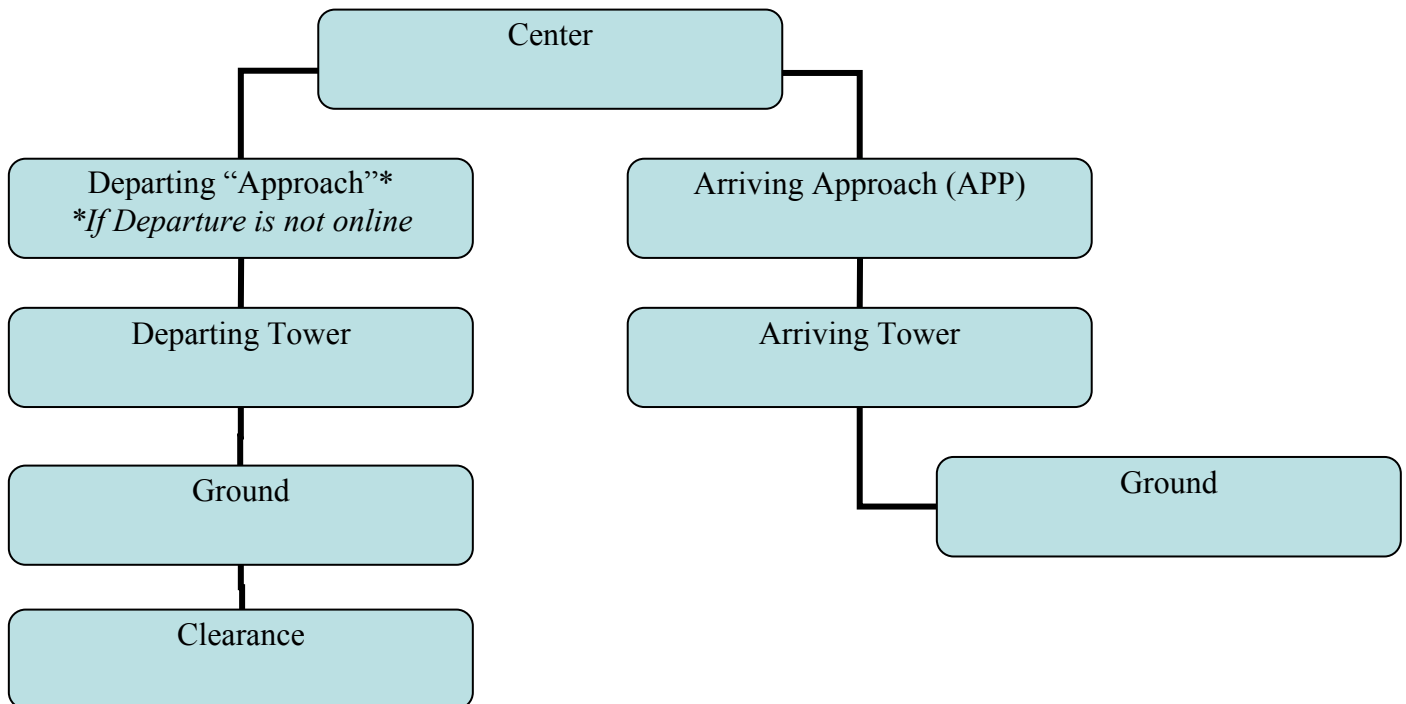 Center
Departing “Approach”*
*If Departure is not online
Arriving Approach (APP)
Departing Tower
Arriving Tower
Ground
Ground
Clearance